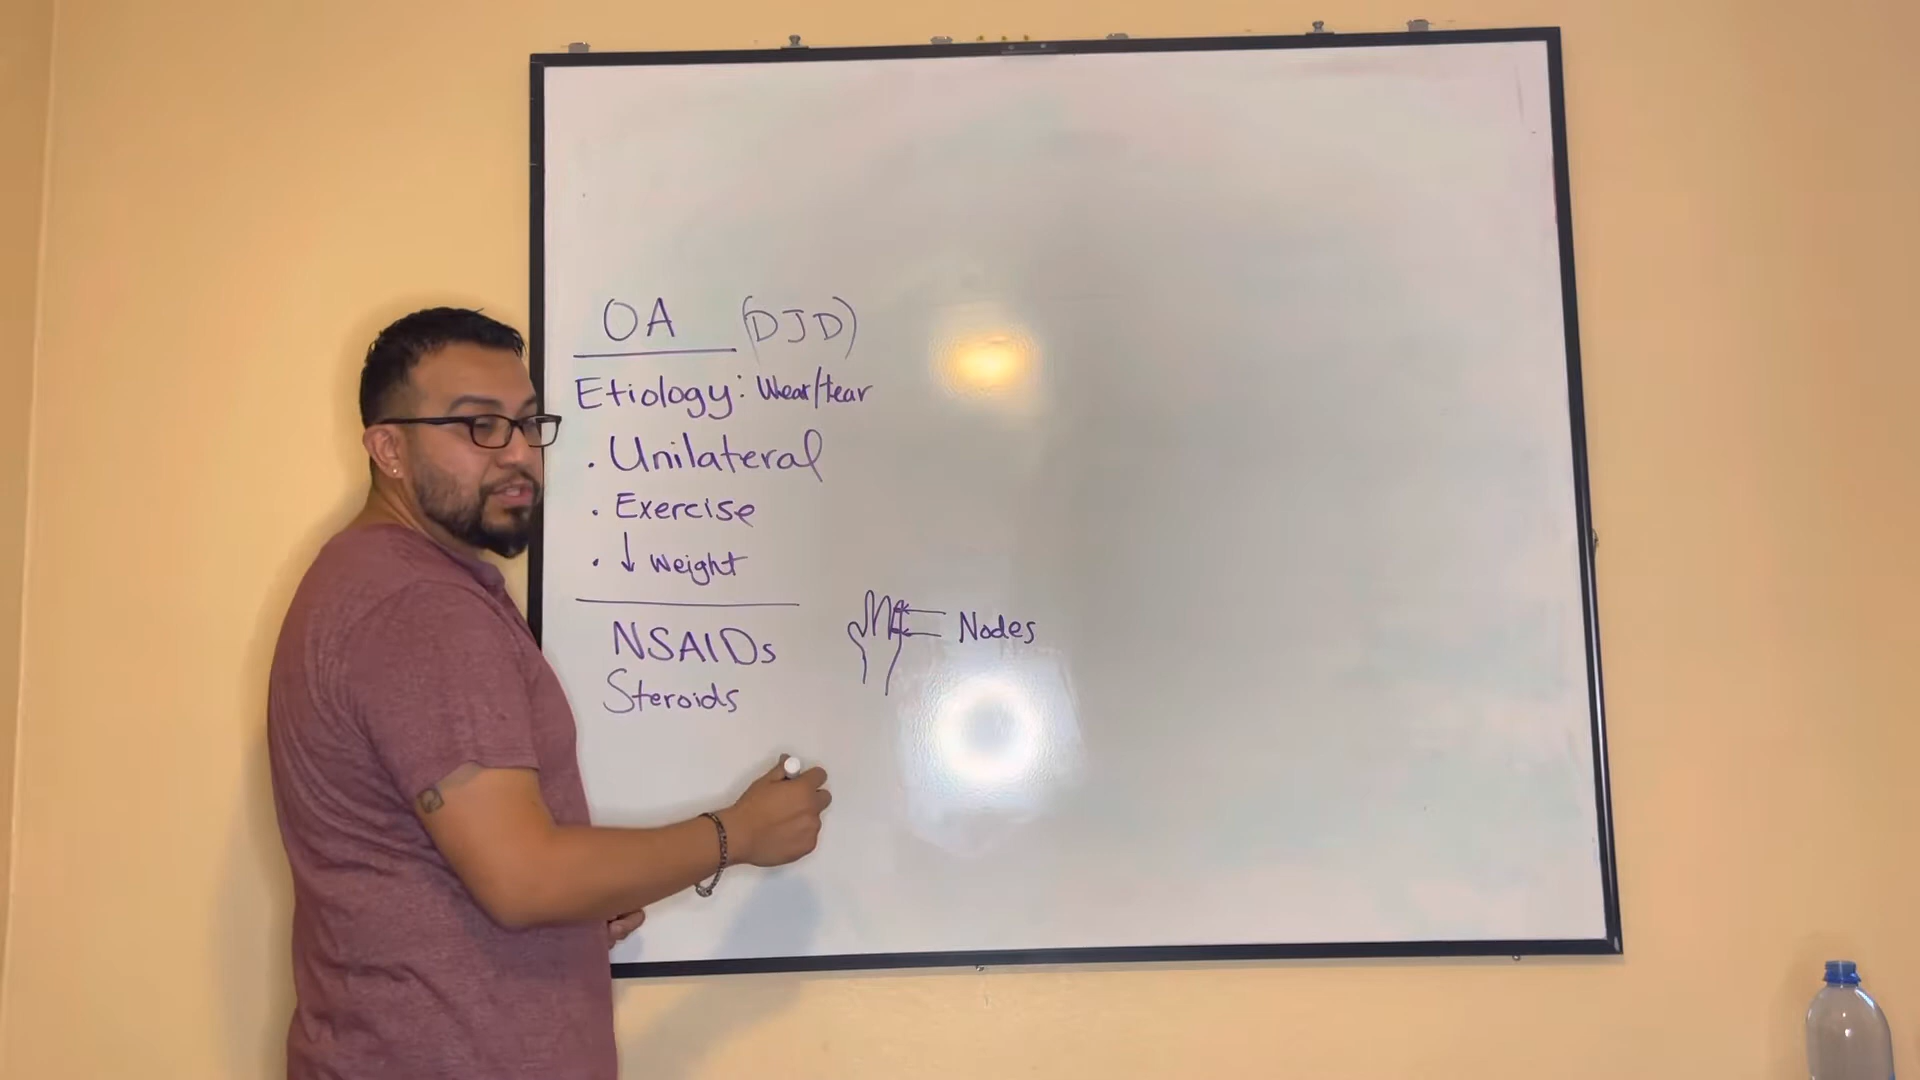 OA (DJD)
Etiology: Wear/tear
. Unilateral
. Exercise
. ↓ weight
NSAIDs
Steroids
Nodes